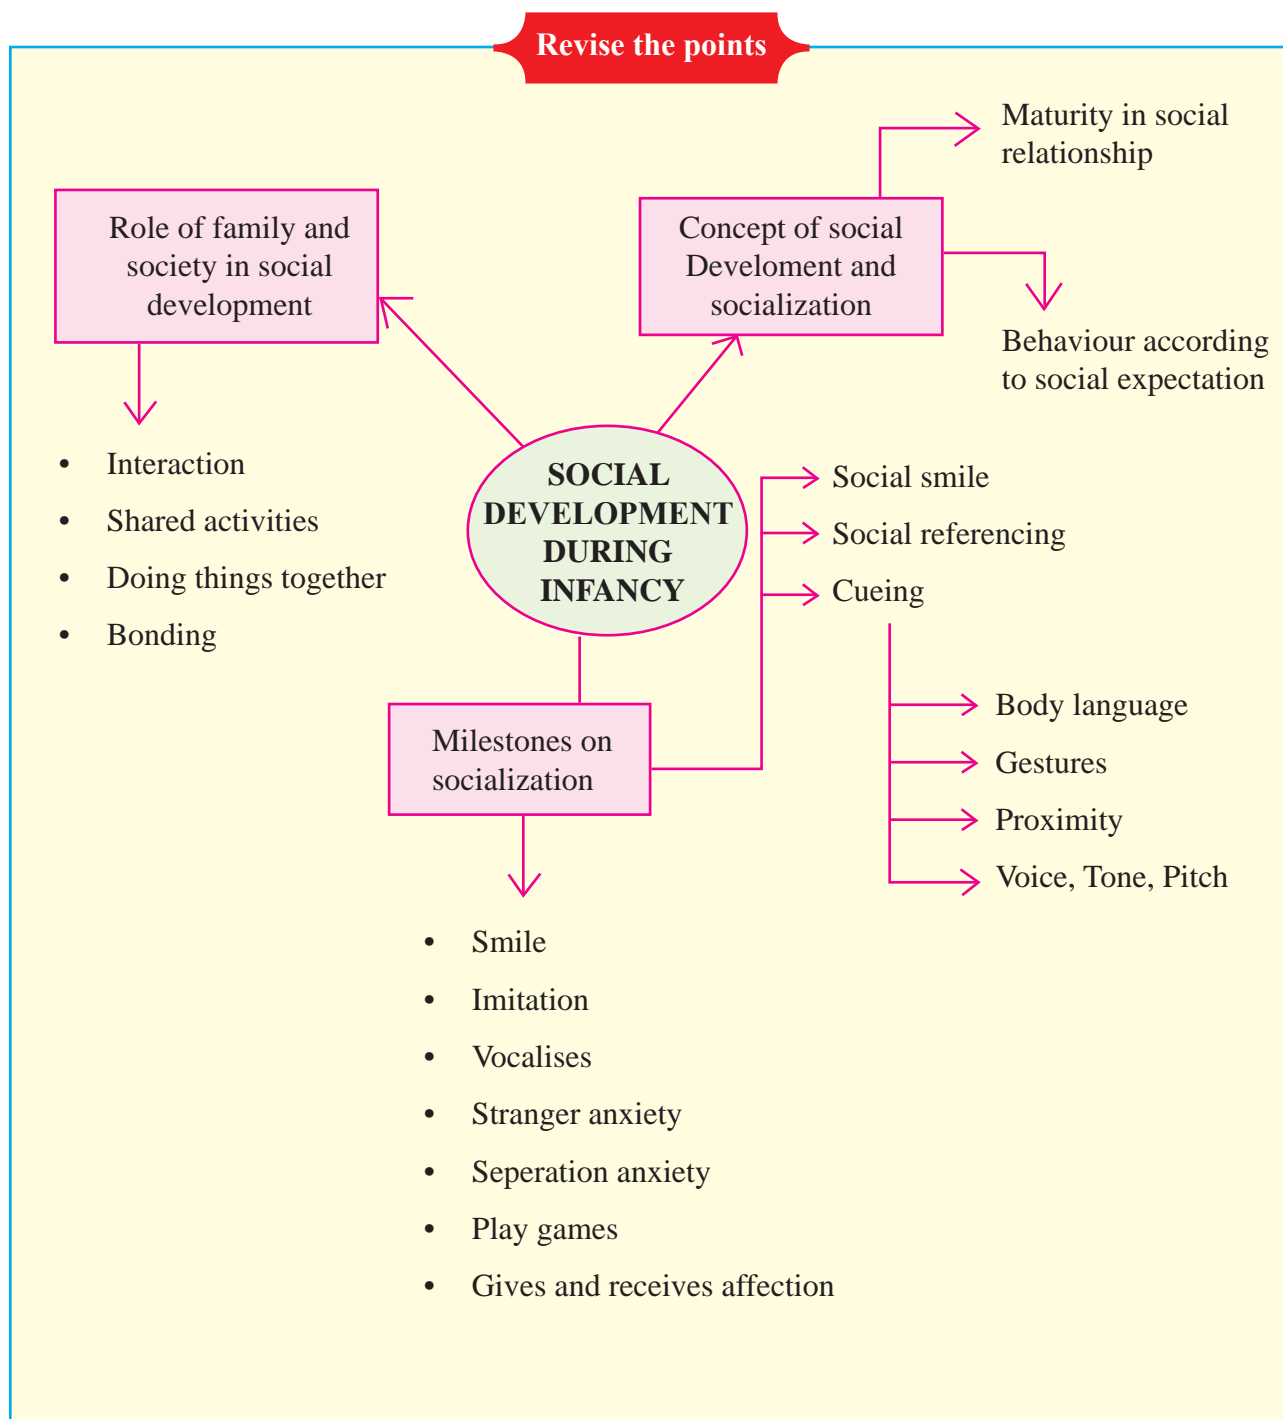 Revise the points
Maturity in social
relationship
Role of family and
society in social
development
Concept of social
Develoment and
socialization
Behaviour according
to social expectation
SOCIAL
DEVELOPMENT
DURING
INFANCY
• Interaction
• Shared activities
• Doing things together
• Bonding
Social smile
Social referencing
Cueing
Body language
Gestures
Proximity
Voice, Tone, Pitch
Milestones on
socialization
• Smile
• Imitation
• Vocalises
• Stranger anxiety
• Seperation anxiety
• Play games
• Gives and receives affection